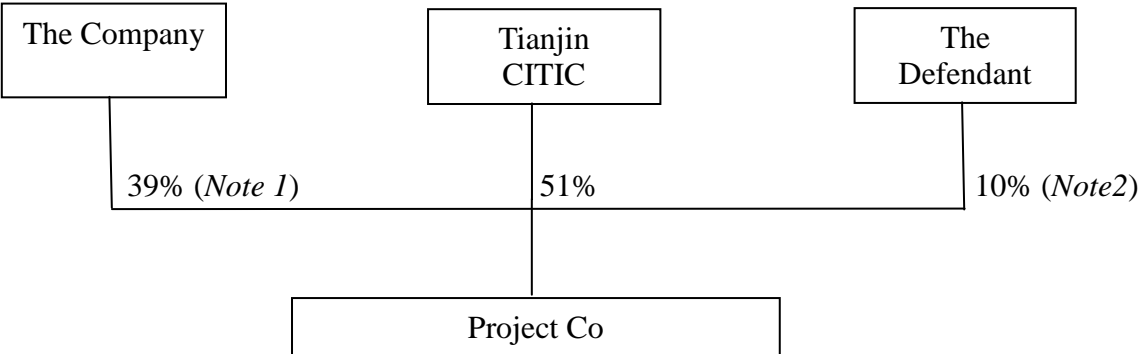 The Company
Tianjin
CITIC
The
Defendant
39% (Note 1)
51%
10% (Note2)
Project Co